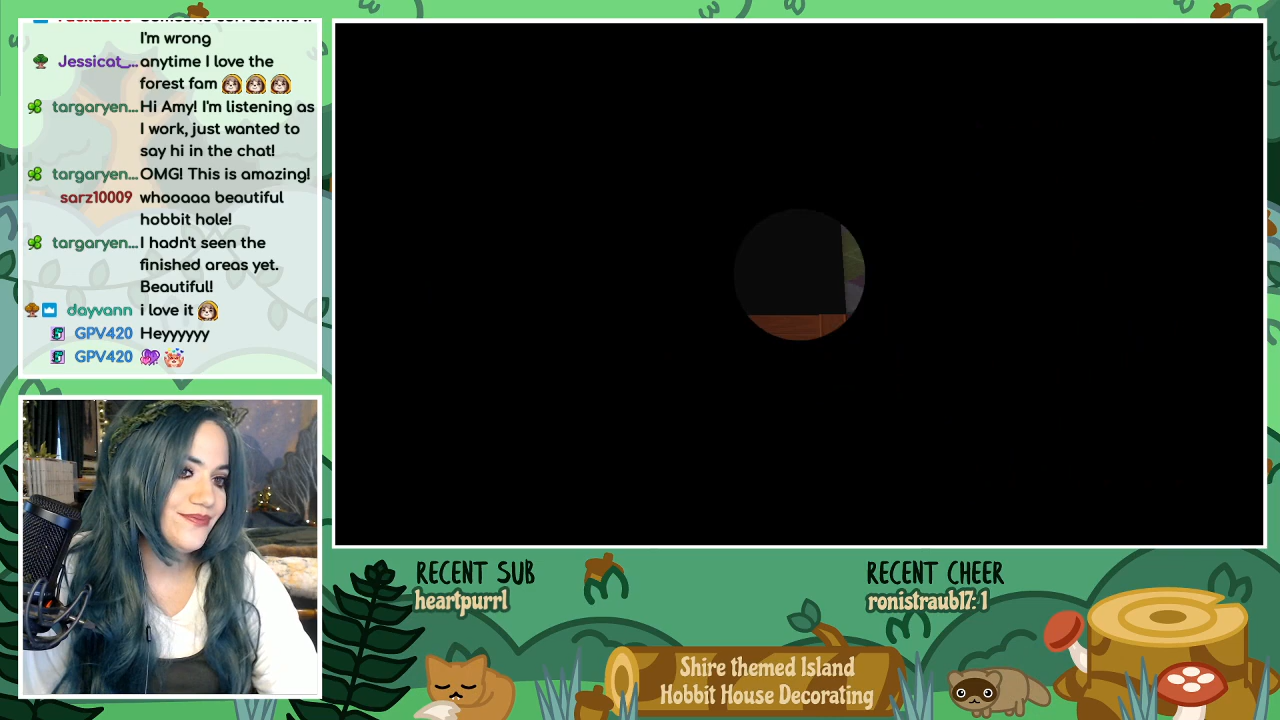 I'm wrong
Jessicat_... anytime I love the
forest fam
targaryen... Hi Amy! I'm listening as
I work, just wanted to
say hi in the chat!
targaryen... OMG! This is amazing!
sarz10009 whooaaa beautiful
hobbit hole!
targaryen... I hadn't seen the
finished areas yet.
Beautiful!
dayvann i love it
GPV420 Heyyyyyy
GPV420
RECENT SUB
heartpurrl
RECENT CHEER
ronistraub17: 1
Shire themed Island
Hobbit House Decorating